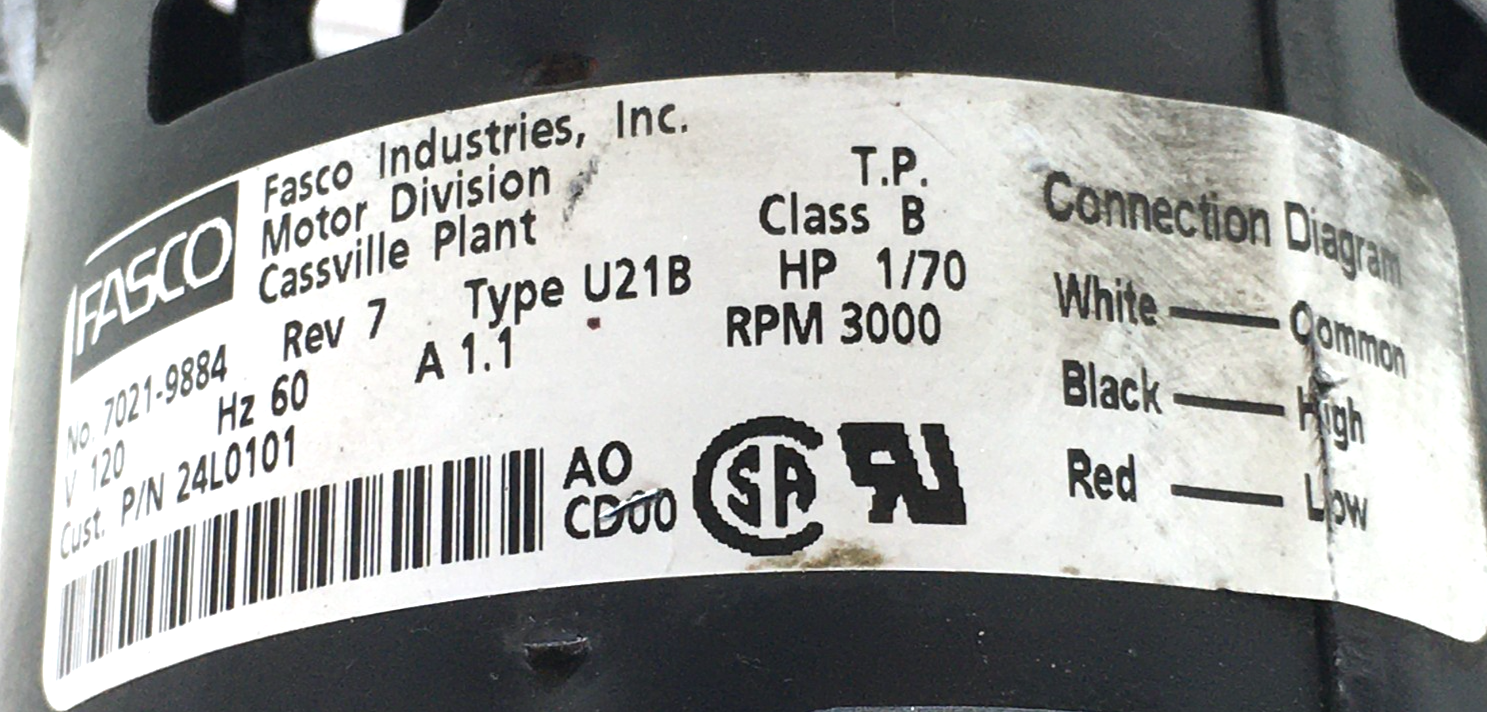 FASCO
Fasco Industries, Inc.
Motor Division
Cassville Plant
No. 7021-9884 Rev 7 Type U21B
V 120 Hz 60 A 1.1
Cust. P/N 24L0101
T.P.
Class B
HP 1/70
RPM 3000
AO
CD00
CSA
RU
Connection Diagram
White — Common
Black — High
Red — Low